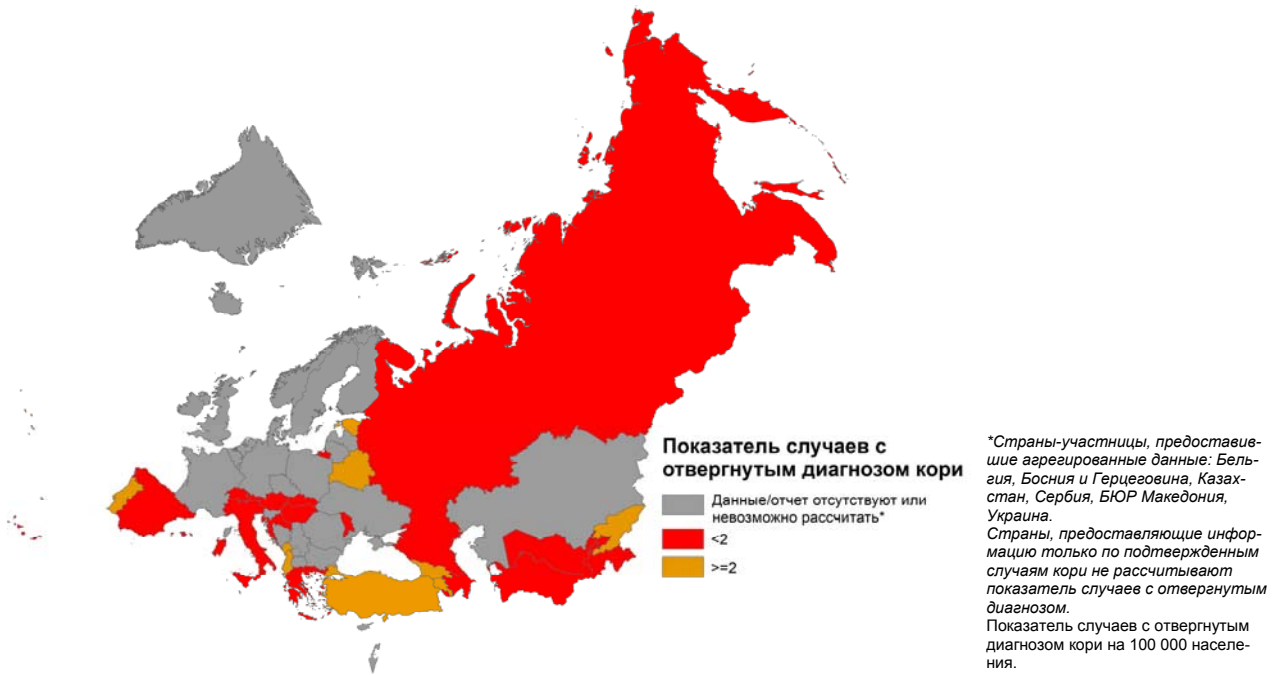 Показатель случаев с
отвергнутым диагнозом кори
Данные/отчет отсутствуют или
невозможно рассчитать*
<2
>=2
*Страны-участницы, предоставив-
шие агрегированные данные: Бель-
гия, Босния и Герцеговина, Казах-
стан, Сербия, БЮР Македония,
Украина.
Страны, предоставляющие инфор-
мацию только по подтвержденным
случаям кори не рассчитывают
показатель случаев с отвергнутым
диагнозом.
Показатель случаев с отвергнутым
диагнозом кори на 100 000 населе-
ния.